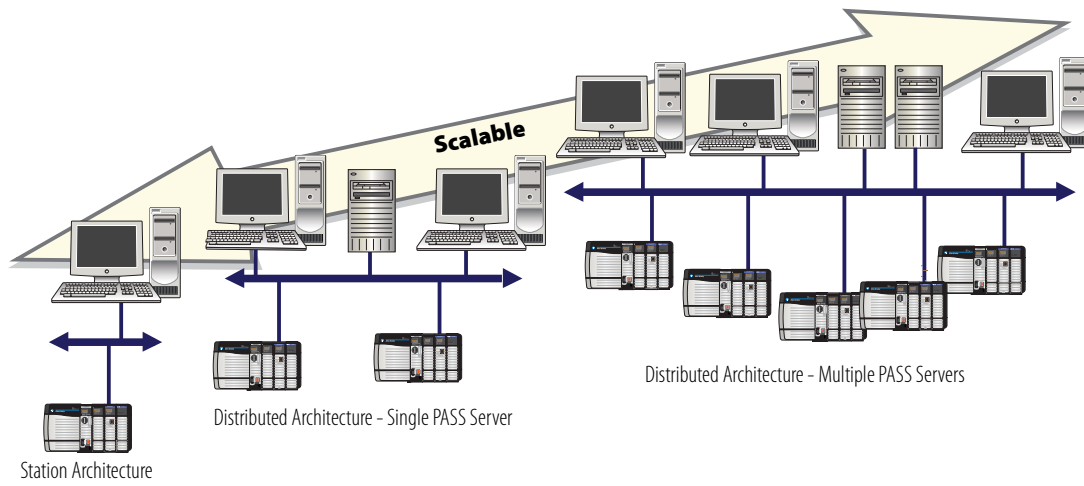 Scalable
Distributed Architecture - Multiple PASS Servers
Distributed Architecture - Single PASS Server
Station Architecture